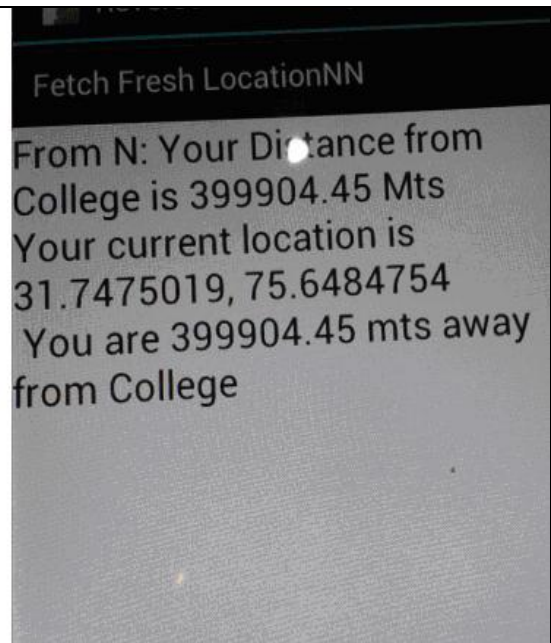 Fetch Fresh LocationNN
From N: Your Distance from
College is 399904.45 Mts
Your current location is
31.7475019, 75.6484754
You are 399904.45 mts away
from College